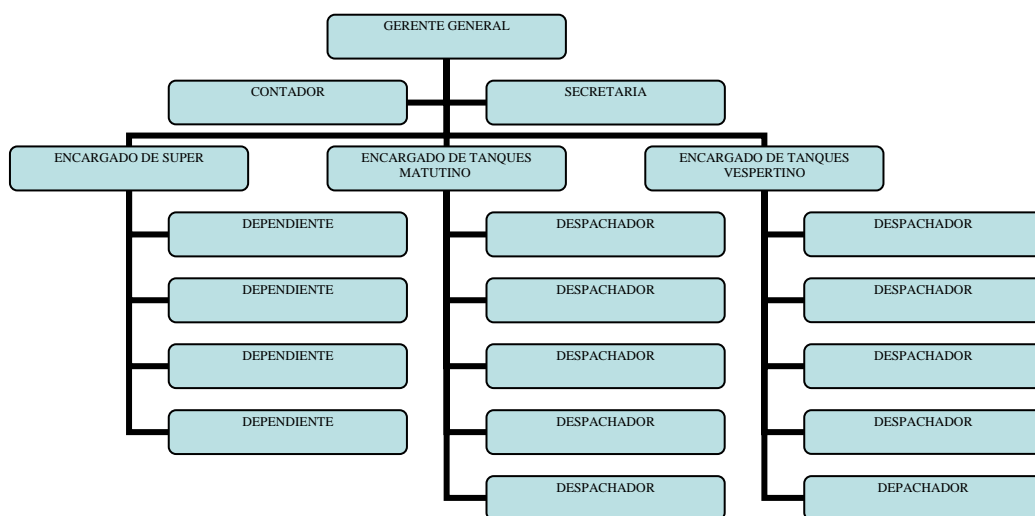 GERENTE GENERAL
CONTADOR
SECRETARIA
ENCARGADO DE SUPER
ENCARGADO DE TANQUES
MATUTINO
ENCARGADO DE TANQUES
VESPERTINO
DEPENDIENTE
DESPACHADOR
DESPACHADOR
DEPENDIENTE
DESPACHADOR
DESPACHADOR
DEPENDIENTE
DESPACHADOR
DESPACHADOR
DEPENDIENTE
DESPACHADOR
DESPACHADOR
DESPACHADOR
DEPACHADOR